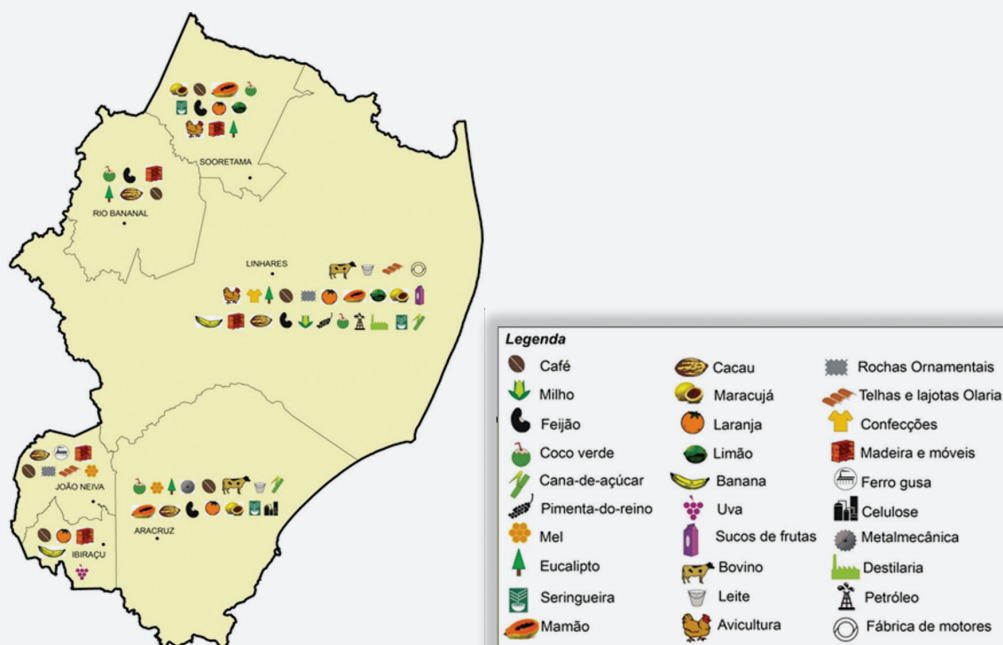 SOORETAMA
RIO BANANAL
LINHARES
JOÃO NEIVA
ARACRUZ
IBIRAÇU
Legenda
Café
Milho
Feijão
Coco verde
Cana-de-açúcar
Pimenta-do-reino
Mel
Eucalipto
Seringueira
Mamão
Cacau
Maracujá
Laranja
Limão
Banana
Uva
Sucos de frutas
Bovino
Leite
Avicultura
Rochas Ornamentais
Telhas e lajotas Olaria
Confecções
Madeira e móveis
Ferro gusa
Celulose
Metalmecânica
Destilaria
Petróleo
Fábrica de motores